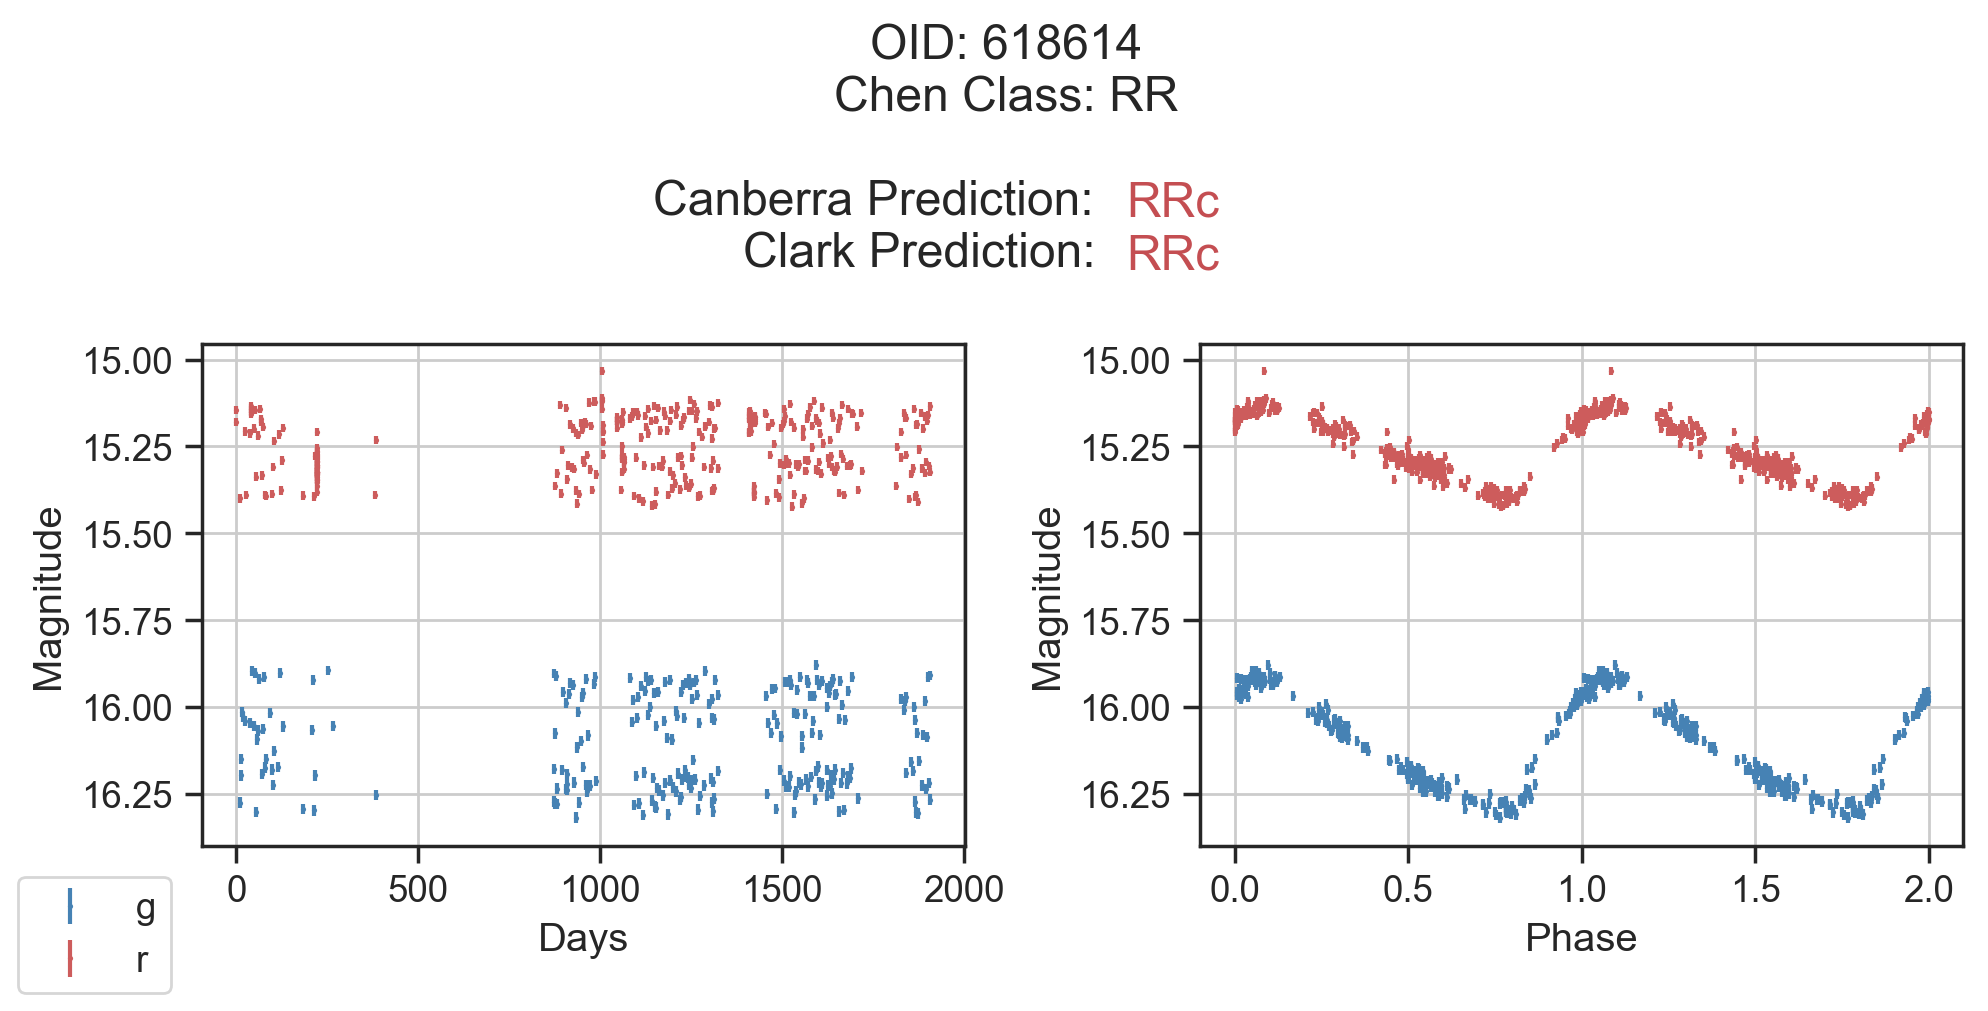 OID: 618614
Chen Class: RR
Canberra Prediction: RRc
Clark Prediction: RRc
15.00
15.25
15.50
15.75
16.00
16.25
Magnitude
0 500 1000 1500 2000
Days
15.00
15.25
15.50
15.75
16.00
16.25
Magnitude
0.0 0.5 1.0 1.5 2.0
Phase
g
r